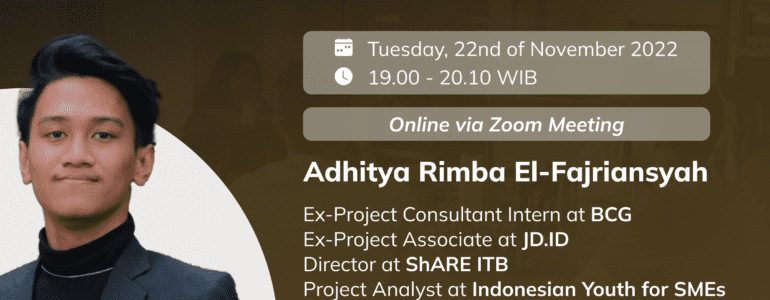 Tuesday, 22nd of November 2022
19.00 - 20.10 WIB
Online via Zoom Meeting
Adhitya Rimba El-Fajriansyah
Ex-Project Consultant Intern at BCG
Ex-Project Associate at JD.ID
Director at ShARE ITB
Project Analyst at Indonesian Youth for SMEs